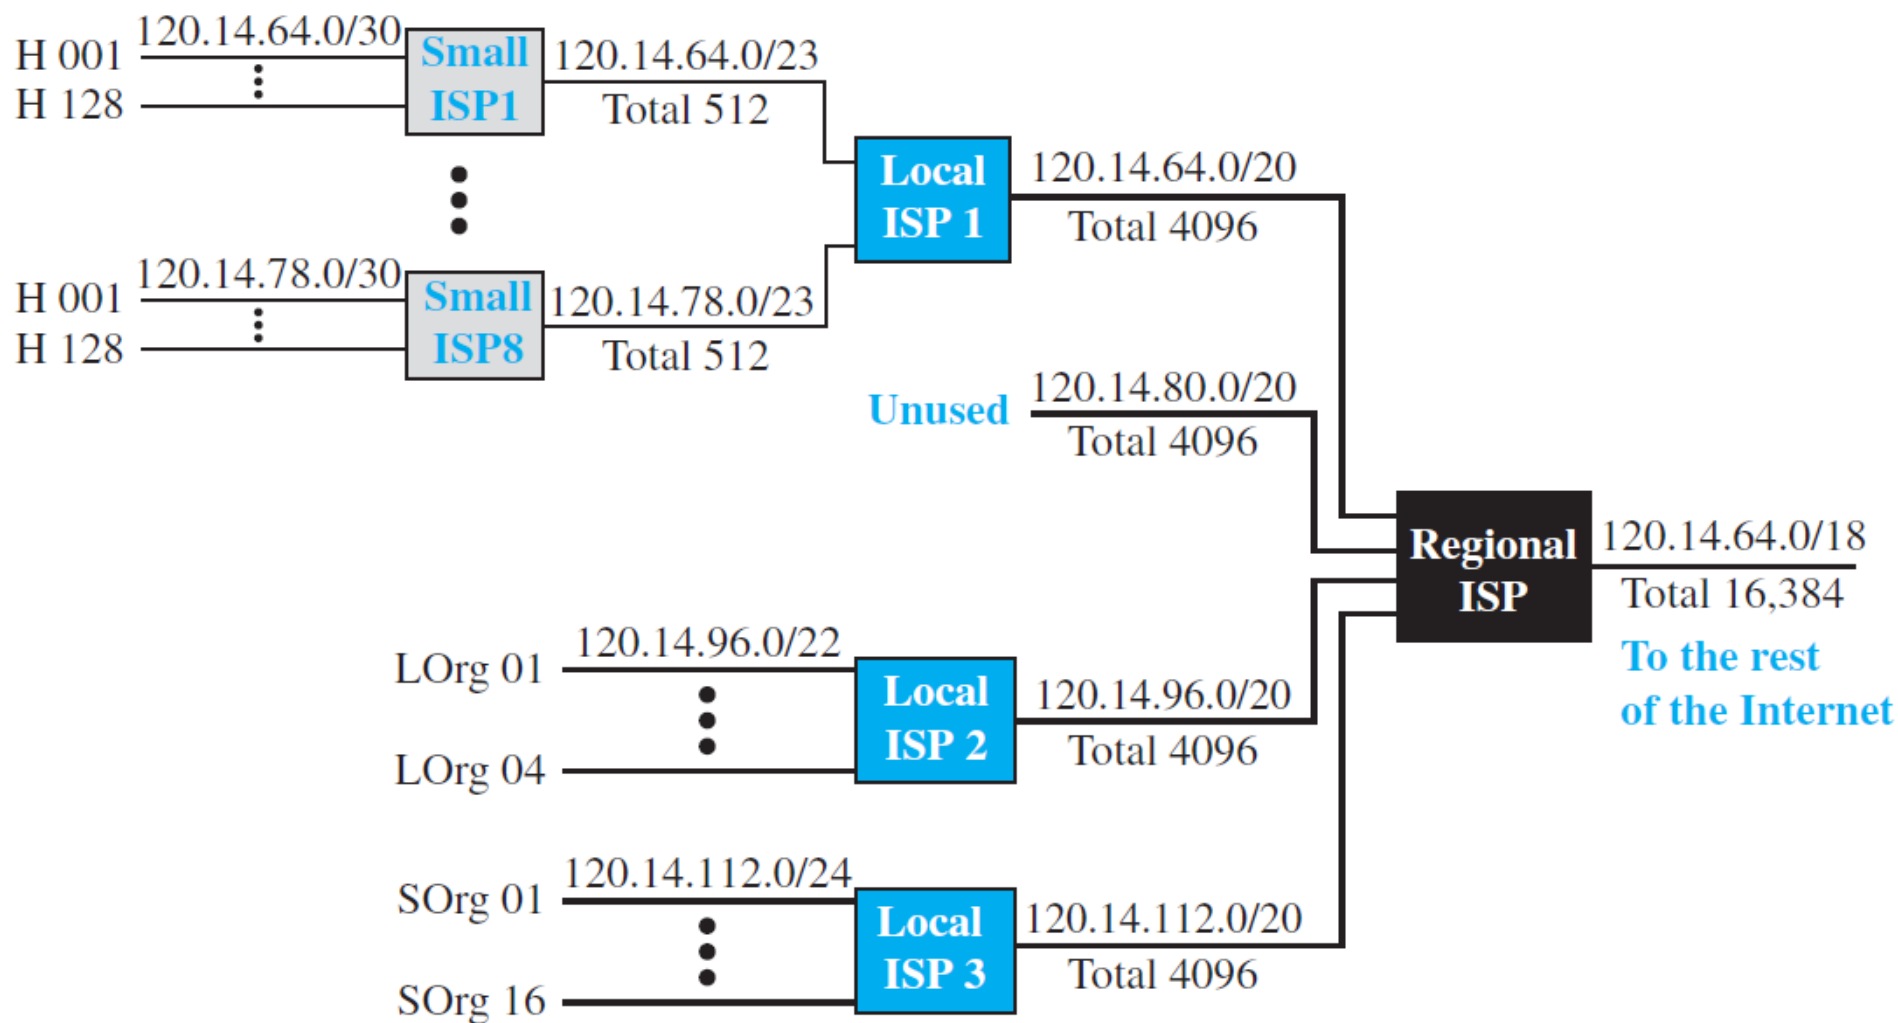 H 001
120.14.64.0/30
H 128
Small
ISP1
120.14.64.0/23
Total 512
H 001
120.14.78.0/30
H 128
Small
ISP8
120.14.78.0/23
Total 512
Local
ISP 1
120.14.64.0/20
Total 4096
Unused
120.14.80.0/20
Total 4096
LOrg 01
120.14.96.0/22
LOrg 04
Local
ISP 2
120.14.96.0/20
Total 4096
SOrg 01
120.14.112.0/24
SOrg 16
Local
ISP 3
120.14.112.0/20
Total 4096
Regional
ISP
120.14.64.0/18
Total 16,384
To the rest
of the Internet